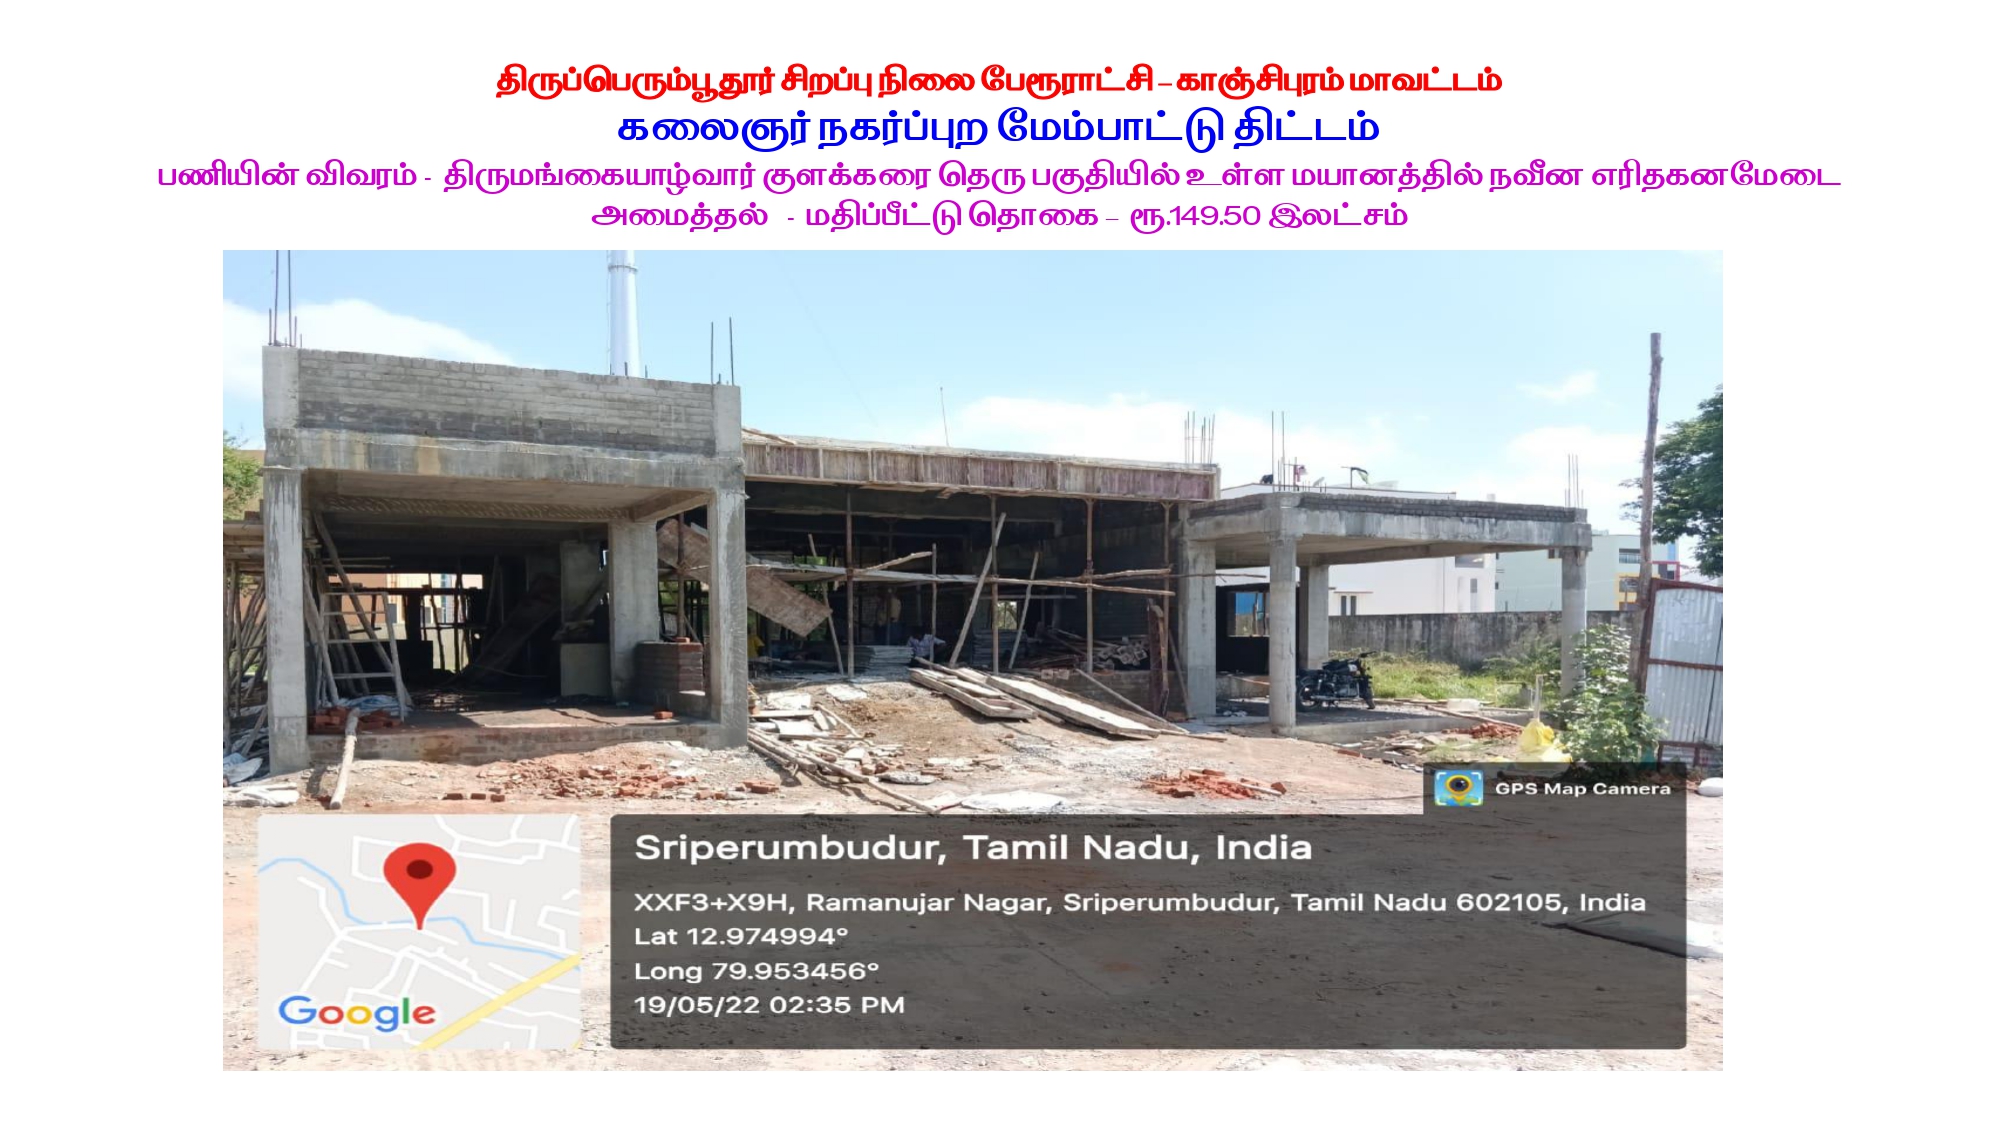 திருப்பெரும்பூதூர் சிறப்பு நிலை பேரூராட்சி – காஞ்சிபுரம் மாவட்டம்
கலைஞர் நகர்ப்புற மேம்பாட்டு திட்டம்
பணியின் விவரம் - திருமங்கையாழ்வார் குளக்கரை தெரு பகுதியில் உள்ள மயானத்தில் நவீன எரிதகனமேடை
அமைத்தல் - மதிப்பீட்டு தொகை – ரூ.149.50 இலட்சம்
GPS Map Camera
Sriperumbudur, Tamil Nadu, India
XXF3+X9H, Ramanujar Nagar, Sriperumbudur, Tamil Nadu 602105, India
Lat 12.974994°
Long 79.953456°
19/05/22 02:35 PM
Google